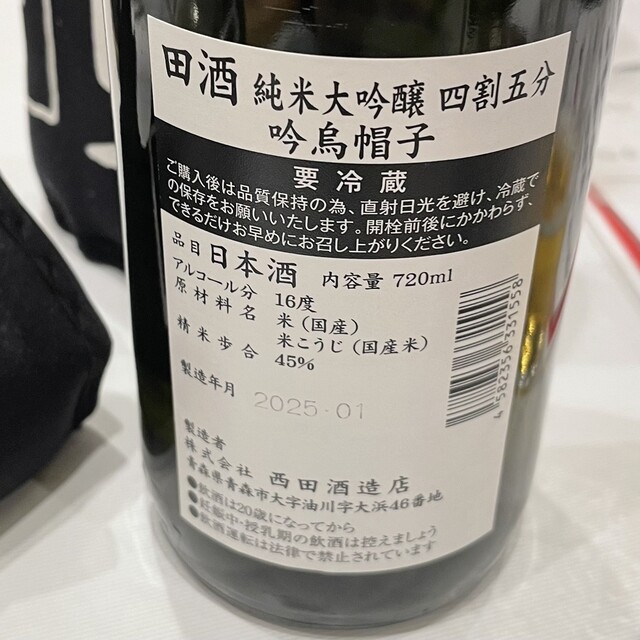 田酒 純米大吟醸 四割五分
吟烏帽子
要冷蔵
ご購入後は品質保持の為、直射日光を避け、冷蔵で
の保存をお願いいたします。開栓前後にかかわらず、
できるだけお早めにお召し上がりください。
品目 日本酒 内容量 720ml
アルコール分 16度
原材料名 米（国産）
米こうじ（国産米）
精米歩合 45%
製造年月 2025·01
4 582356 331558
製造者
株式会社 西田酒造店
青森県青森市大字油川字大浜46番地
●飲酒は20歳になってから
●妊娠中・授乳期の飲酒は控えましょう
●飲酒運転は法律で禁止されています